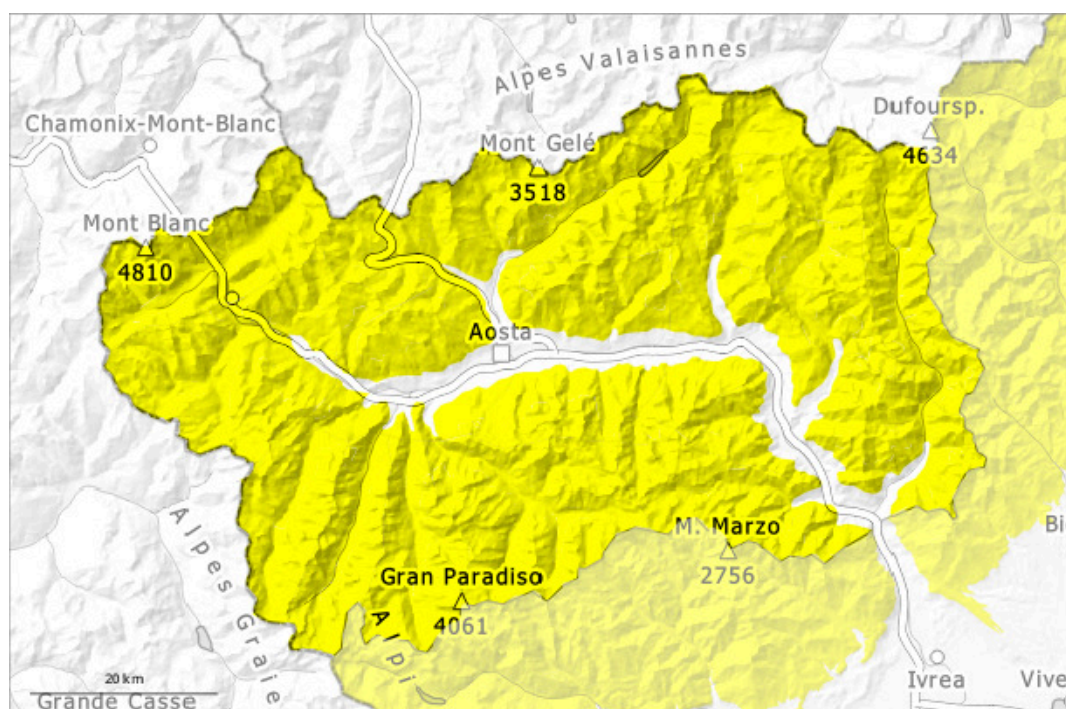 Alpes Valaisannes
Dufoursp.
4634
Chamonix-Mont-Blanc
Mont Gelé
3518
Mont Blanc
4810
Aosta
M. Marzo
2756
Gran Paradiso
4061
Alpes Graie
Alpi
20 km
Grande Casse
Ivrea
Vive
Bi